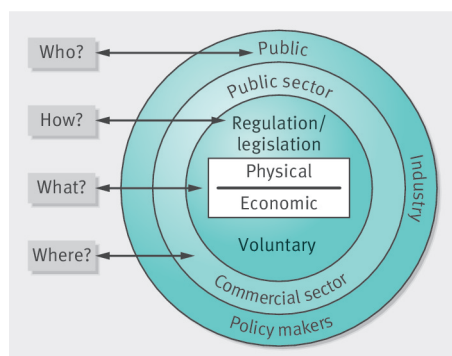 Who?
How?
What?
Where?
Public
Public sector
Regulation/
legislation
Physical
Economic
Voluntary
Industry
Commercial sector
Policy makers